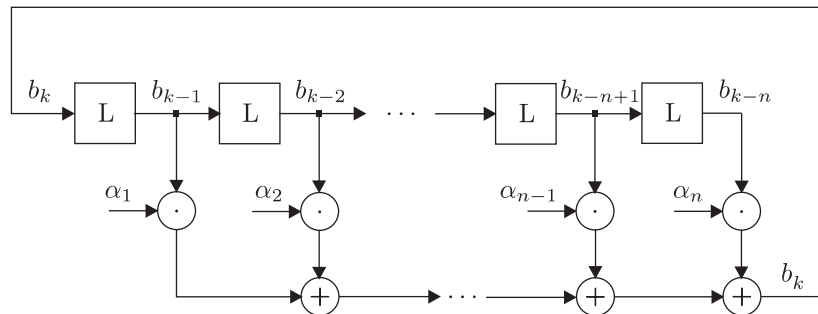 b_k L b_{k-1} L b_{k-2} ··· L b_{k-n+1} L b_{k-n}
α_1 · α_2 · α_{n-1} · α_n ·
+ ··· + + b_k